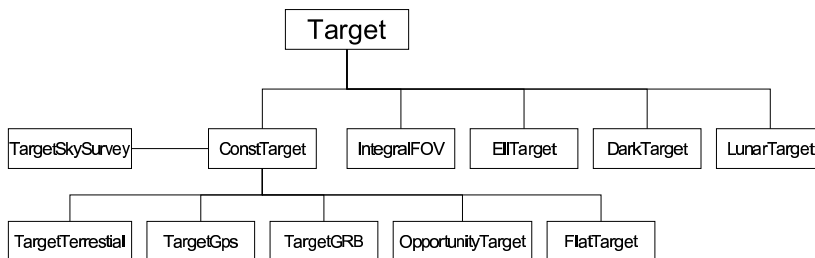 Target
TargetSkySurvey
ConstTarget
IntegralFOV
EllTarget
DarkTarget
LunarTarget
TargetTerrestial
TargetGps
TargetGRB
OpportunityTarget
FlatTarget